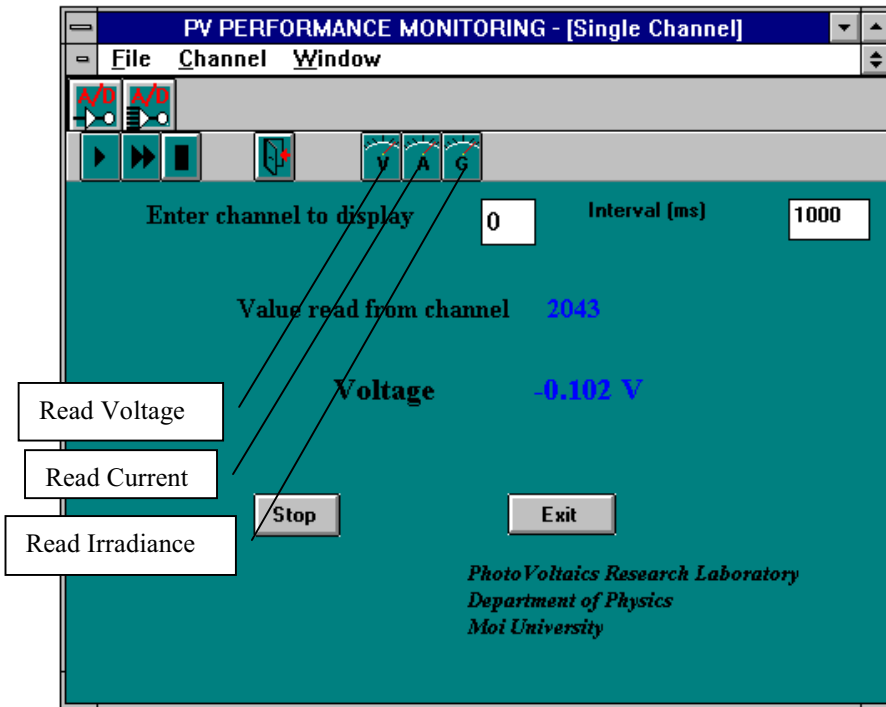 PV PERFORMANCE MONITORING - [Single Channel]
File Channel Window
A/D A/D
V A G
Enter channel to display 0 Interval (ms) 1000
Value read from channel 2043
Voltage -0.102 V
Read Voltage
Read Current
Read Irradiance
Stop Exit
PhotoVoltaics Research Laboratory
Department of Physics
Moi University